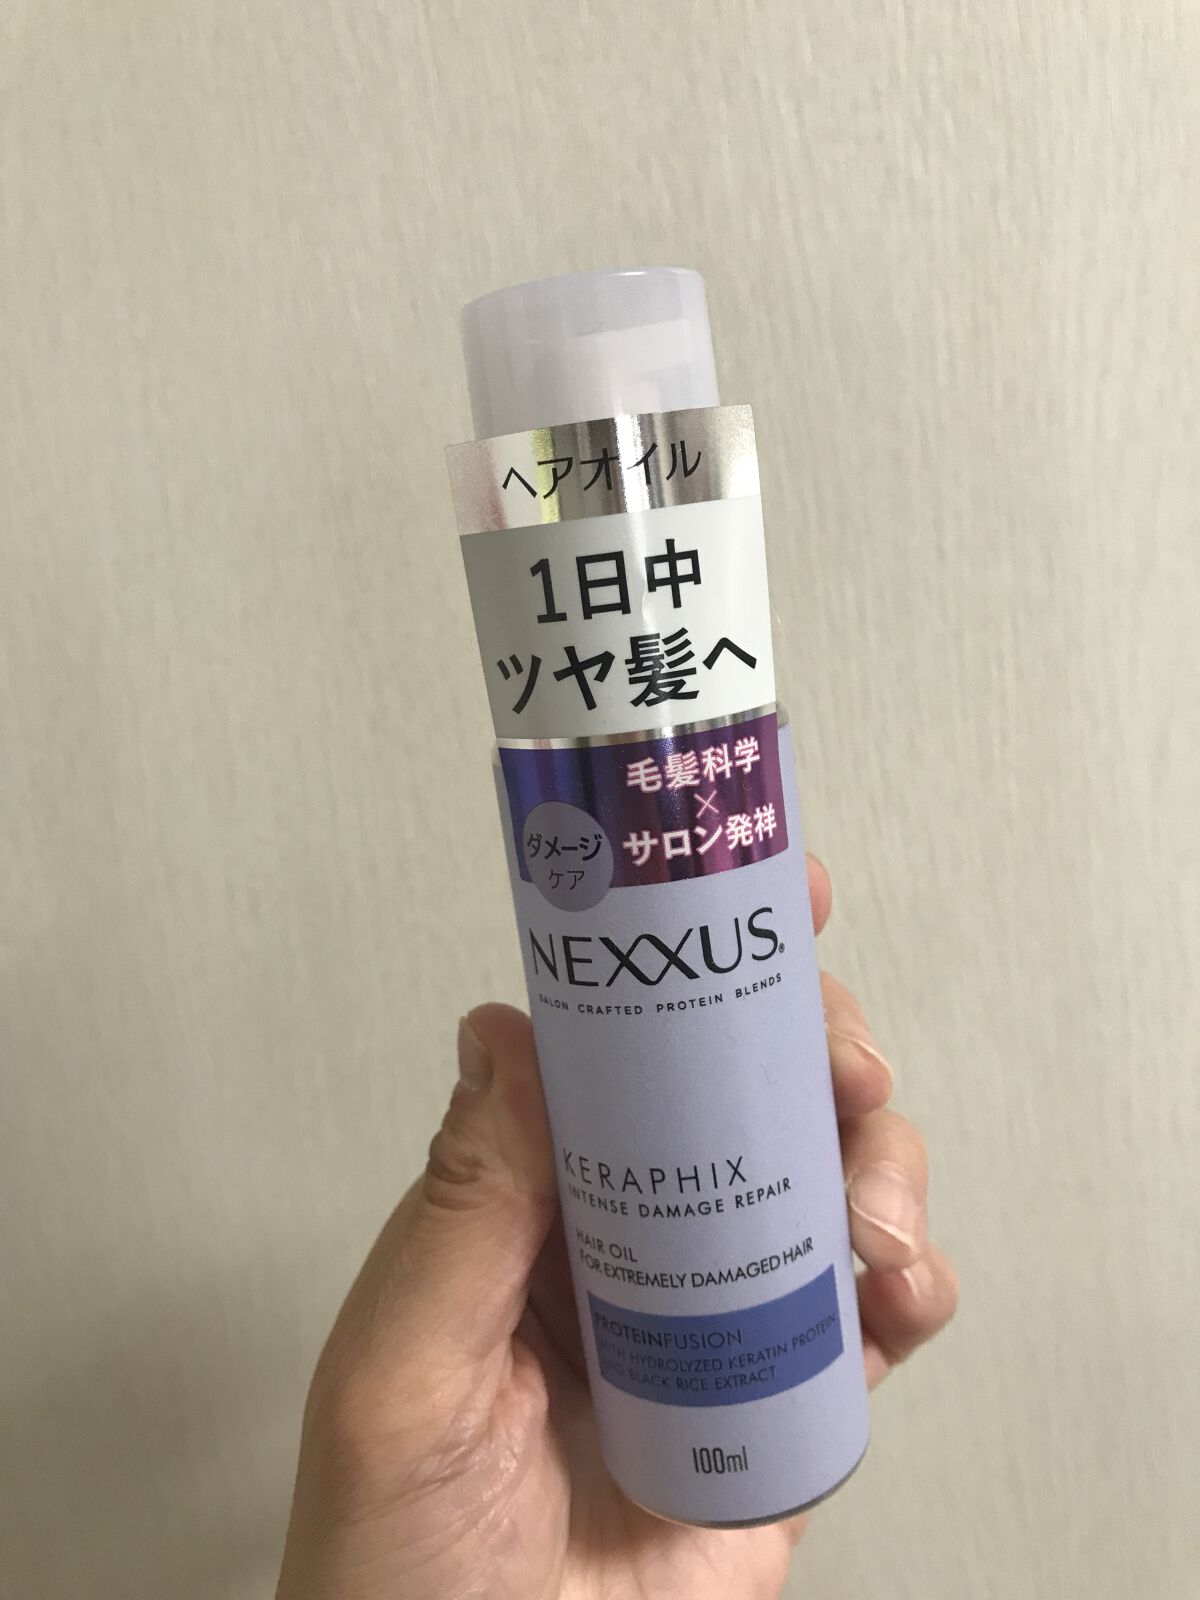 ヘアオイル
1日中
ツヤ髪へ
毛髪科学
×
サロン発祥
ダメージ
ケア
NEXXUS®
SALON CRAFTED PROTEIN BLENDS
KERAPHIX
INTENSE DAMAGE REPAIR
HAIR OIL
FOR EXTREMELY DAMAGED HAIR
PROTEINFUSION
WITH HYDROLYZED KERATIN PROTEIN
AND BLACK RICE EXTRACT
100ml